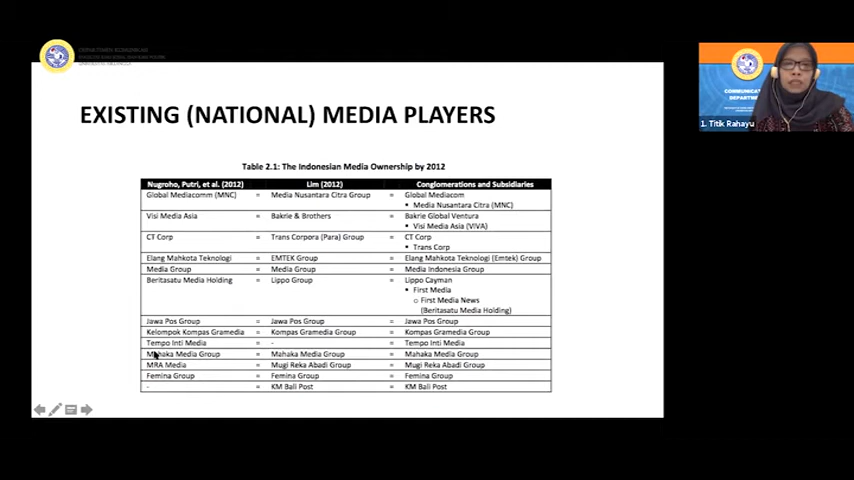 DEPARTEMEN KOMUNIKASI
EXISTING (NATIONAL) MEDIA PLAYERS
Table 2.1: The Indonesian Media Ownership by 2012
Nugroho, Putri, et al. (2012) Lim (2012) Conglomerations and Subsidiaries
Global Mediacomm (MNC) = Media Nusantara Citra Group = Global Mediacom
• Media Nusantara Citra (MNC)
Visi Media Asia = Bakrie & Brothers = Bakrie Global Ventura
• Visi Media Asia (VIVA)
CT Corp = Trans Corpora (Para) Group = CT Corp
• Trans Corp
Elang Mahkota Teknologi = EMTEK Group = Elang Mahkota Teknologi (Emtek) Group
Media Group = Media Group = Media Indonesia Group
Beritasatu Media Holding = Lippo Group = Lippo Cayman
• First Media
o First Media News
(Beritasatu Media Holding)
Jawa Pos Group = Jawa Pos Group = Jawa Pos Group
Kelompok Kompas Gramedia = Kompas Gramedia Group = Kompas Gramedia Group
Tempo Inti Media = - = Tempo Inti Media
Mahaka Media Group = Mahaka Media Group = Mahaka Media Group
MRA Media = Mugi Reka Abadi Group = Mugi Reka Abadi Group
Femina Group = Femina Group = Femina Group
- = KM Bali Post = KM Bali Post
1. Titik Rahayu